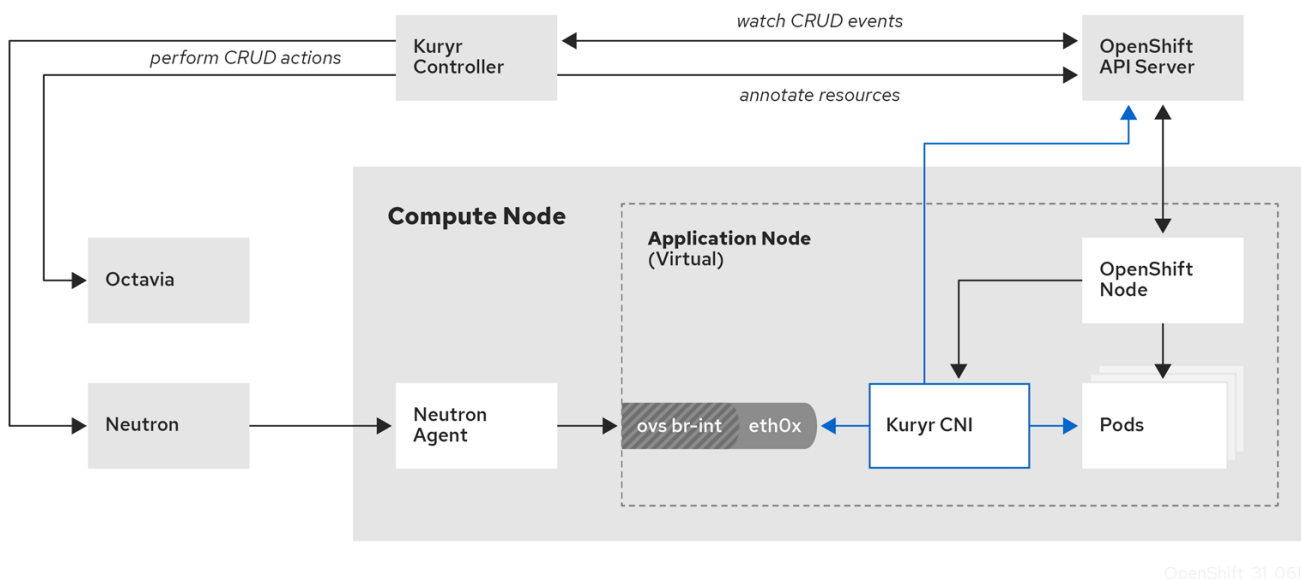 watch CRUD events
perform CRUD actions
Kuryr
Controller
OpenShift
API Server
annotate resources
Compute Node
Application Node
(Virtual)
Octavia
OpenShift
Node
Neutron
Neutron
Agent
ovs br-int
eth0x
Kuryr CNI
Pods